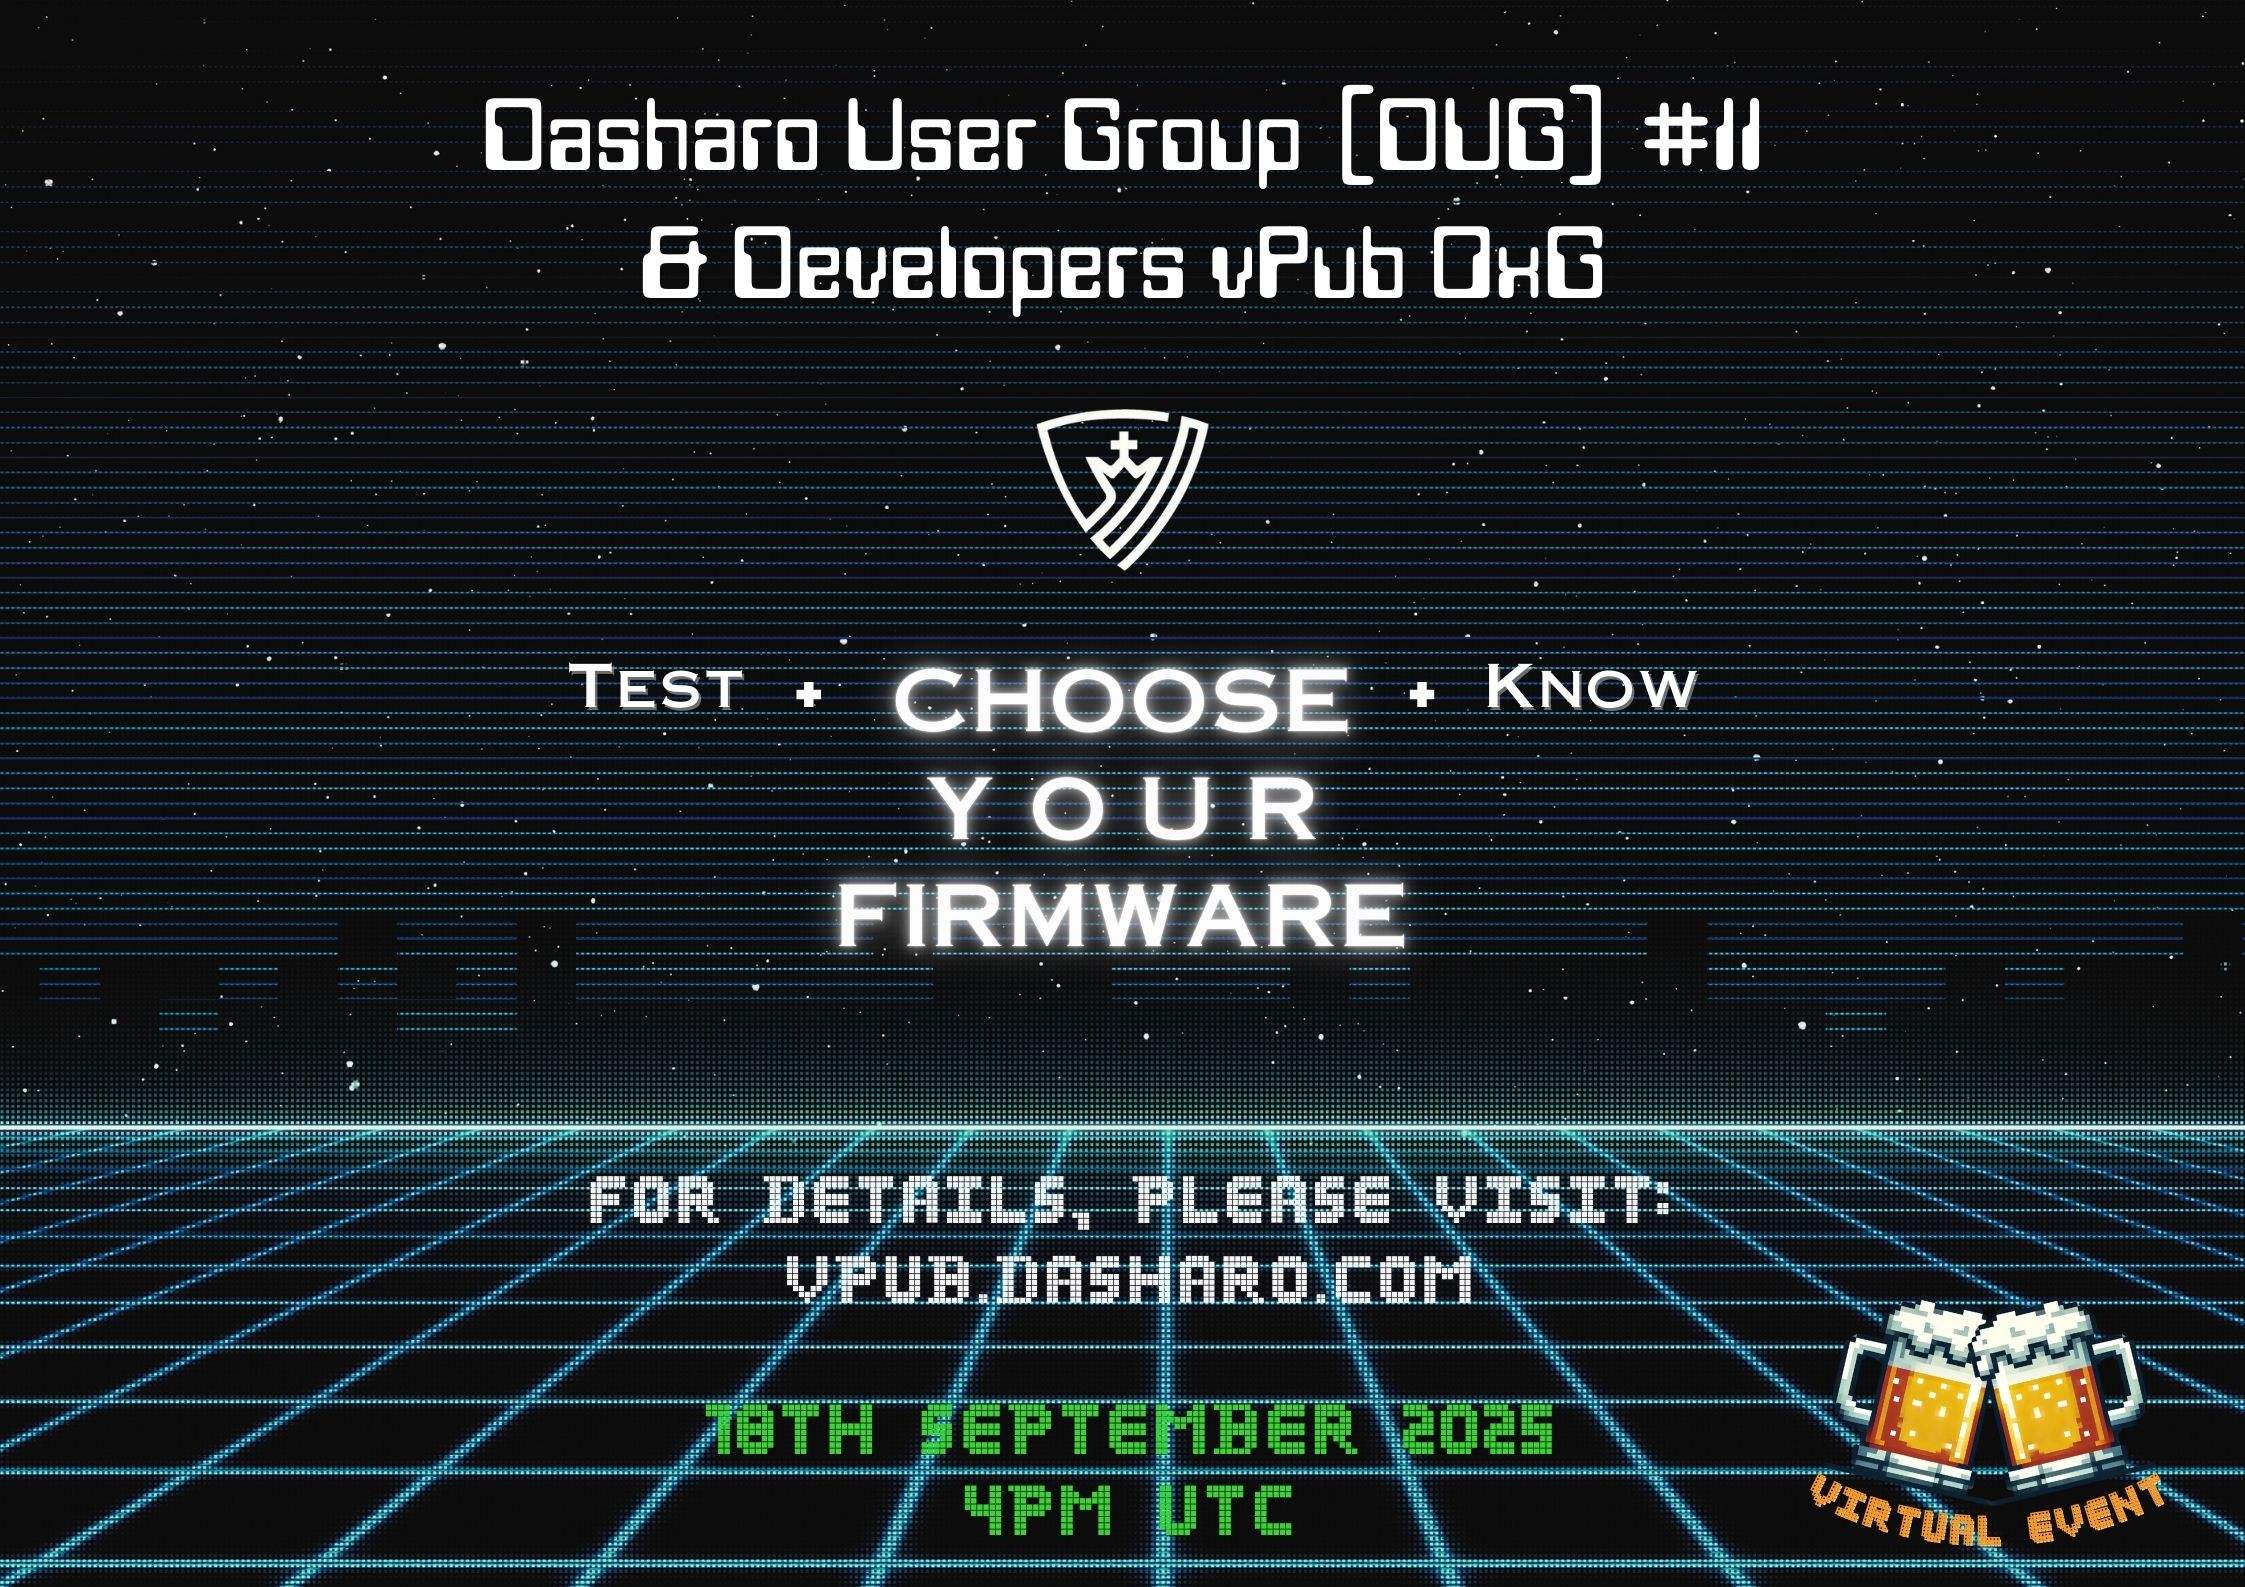 Dasharo User Group (DUG) #11
& Developers vPub 0xG
TEST + CHOOSE + KNOW
YOUR
FIRMWARE
FOR DETAILS, PLEASE VISIT:
VPUB.DASHARO.COM
18TH SEPTEMBER 2025
4PM UTC
VIRTUAL EVENT